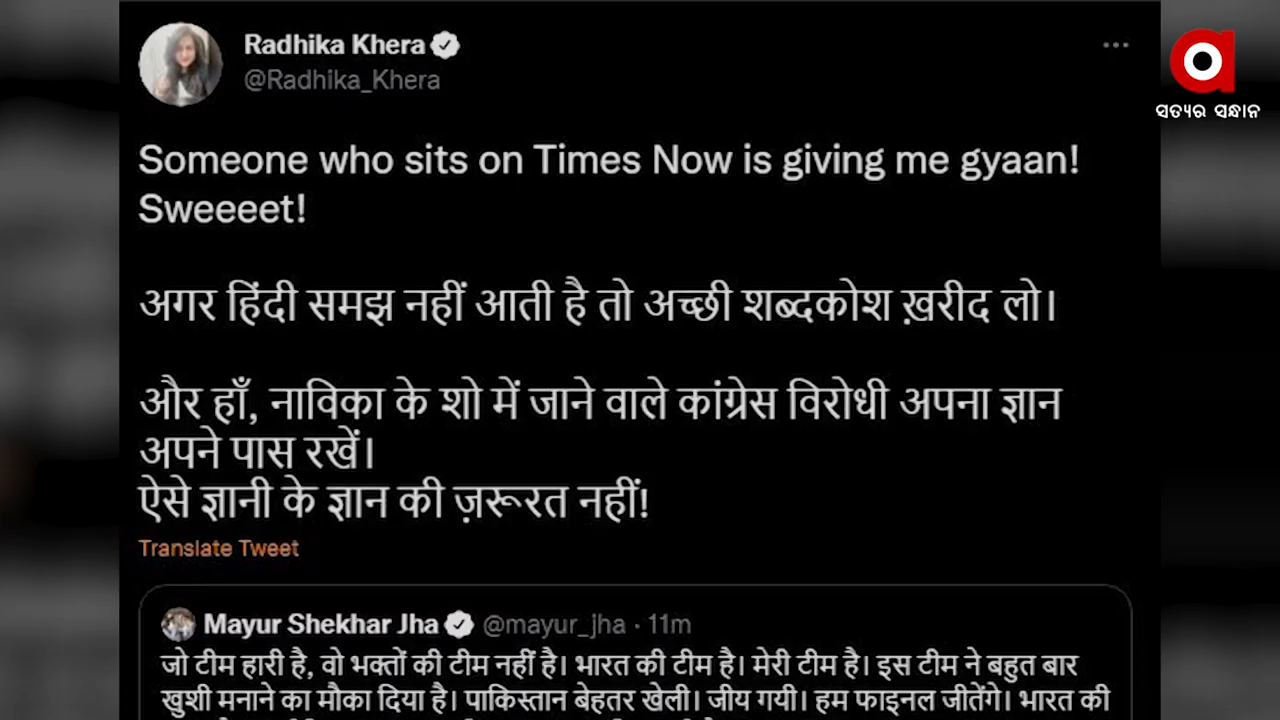 Radhika Khera
@Radhika_Khera
ସତ୍ୟର ସନ୍ଧାନ
Someone who sits on Times Now is giving me gyaan!
Sweeeet!
अगर हिंदी समझ नहीं आती है तो अच्छी शब्दकोश ख़रीद लो।
और हाँ, नाविका के शो में जाने वाले कांग्रेस विरोधी अपना ज्ञान
अपने पास रखें।
ऐसे ज्ञानी के ज्ञान की ज़रूरत नहीं!
Translate Tweet
Mayur Shekhar Jha @mayur_jha · 11m
जो टीम हारी है, वो भक्तों की टीम नहीं है। भारत की टीम है। मेरी टीम है। इस टीम ने बहुत बार
खुशी मनाने का मौका दिया है। पाकिस्तान बेहतर खेली। जीय गयी। हम फाइनल जीतेंगे। भारत की